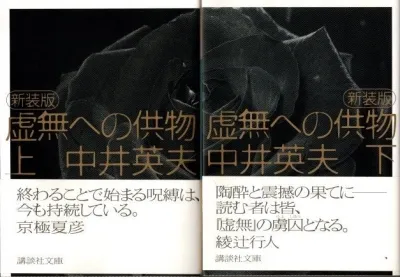 新装版
虚無への供物
上 中井英夫
終わることで始まる呪縛は、
今も持続している。
京極夏彦
講談社文庫
新装版
虚無への供物
中井英夫 下
陶酔と震撼の果てに――
読む者は皆、
『虚無』の虜囚となる。
綾辻行人
講談社文庫